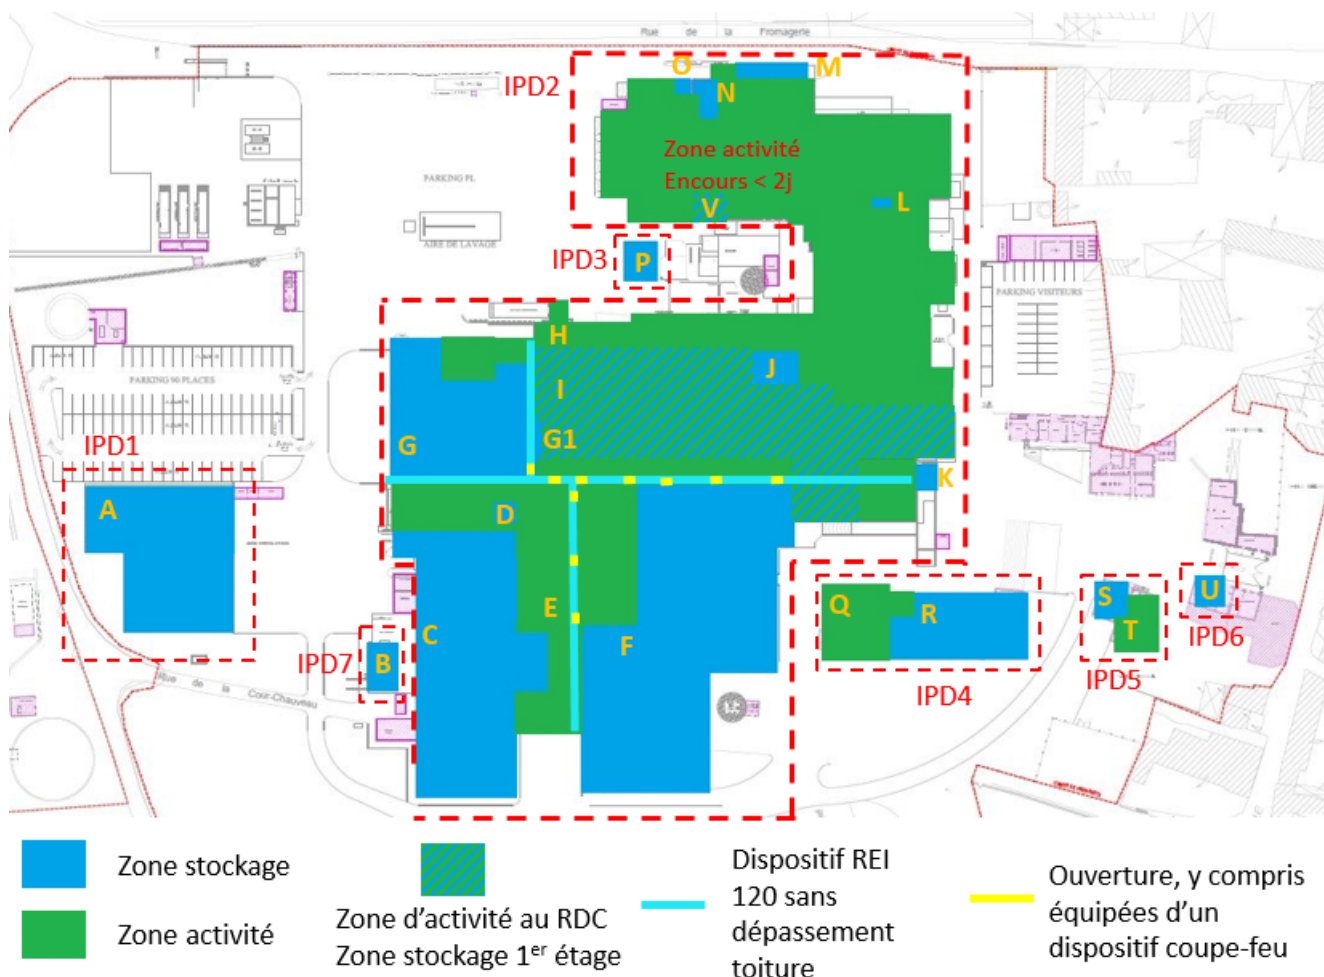 Rue de la Fromagerie
O
M
IPD2
N
Zone activité
Encours < 2j
PARKING PL
V
L
AIRE DE LAVAGE
IPD3
P
PARKING VISITEURS
H
J
PARKING 90 PLACES
I
G
G1
IPD1
K
A
D
Q
R
S
U
E
T
C
F
IPD7
B
IPD6
IPD4
IPD5
Rue de la Cour-Chauveau
Zone stockage
Zone activité
Zone d’activité au RDC
Zone stockage 1er étage
Dispositif REI
120 sans
dépassement
toiture
Ouverture, y compris
équipées d’un
dispositif coupe-feu